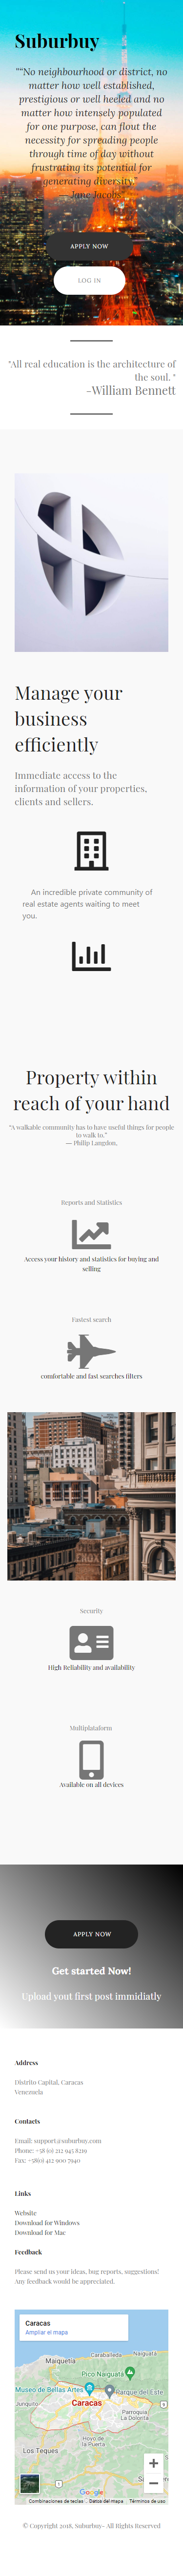 Suburbuy
""No neighbourhood or district, no
matter how well established,
prestigious or well heeled and no
matter how intensely populated
for one purpose, can flout the
necessity for spreading people
through time of day without
frustrating its potential for
generating diversity"
― Jane Jacobs
APPLY NOW
LOG IN
"All real education is the architecture of
the soul. "
-William Bennett
Manage your
business
efficiently
Immediate access to the
information of your properties,
clients and sellers.
An incredible private community of
real estate agents waiting to meet
you.
Property within
reach of your hand
"A walkable community has to have useful things for people
to walk to."
― Philip Langdon.
Reports and Statistics
Access your history and statistics for buying and
selling
Fastest search
comfortable and fast searches filters
Security
High Reliability and availability
Multiplataform
Available on all devices
APPLY NOW
Get started Now!
Upload yout first post immidiatly
Address
Distrito Capital, Caracas
Venezuela
Contacts
Email: support@suburbuy.com
Phone: +58 (0) 212 945 8219
Fax: +58(0) 412 900 7940
Links
Website
Download for Windows
Download for Mac
Feedback
Please send us your ideas, bug reports, suggestions!
Any feedback would be appreciated.
Caracas
Ampliar el mapa
Maiquetía
Caraballeda
Naiguatá
Pico Naiguatá
Museo de Bellas Artes
Parque del Este
Junquito
Caracas
Parroquia
La Dolorita
Hoyo de
la Puerta
Los Teques
Google
Combinaciones de teclas
Datos del mapa
Términos de uso
© Copyright 2018, Suburbuy- All Rights Reserved